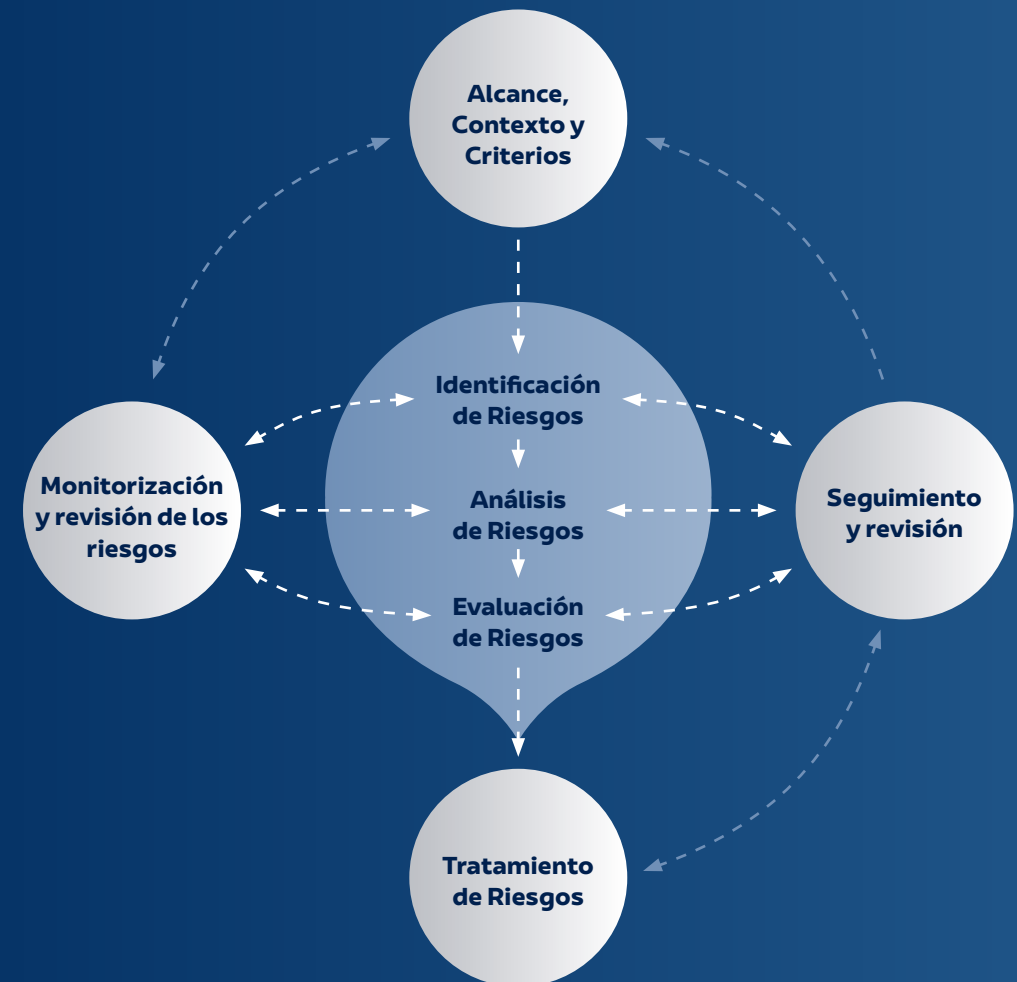 Alcance,
Contexto y
Criterios
Identificación
de Riesgos
Monitorización
y revisión de los
riesgos
Análisis
de Riesgos
Seguimiento
y revisión
Evaluación
de Riesgos
Tratamiento
de Riesgos